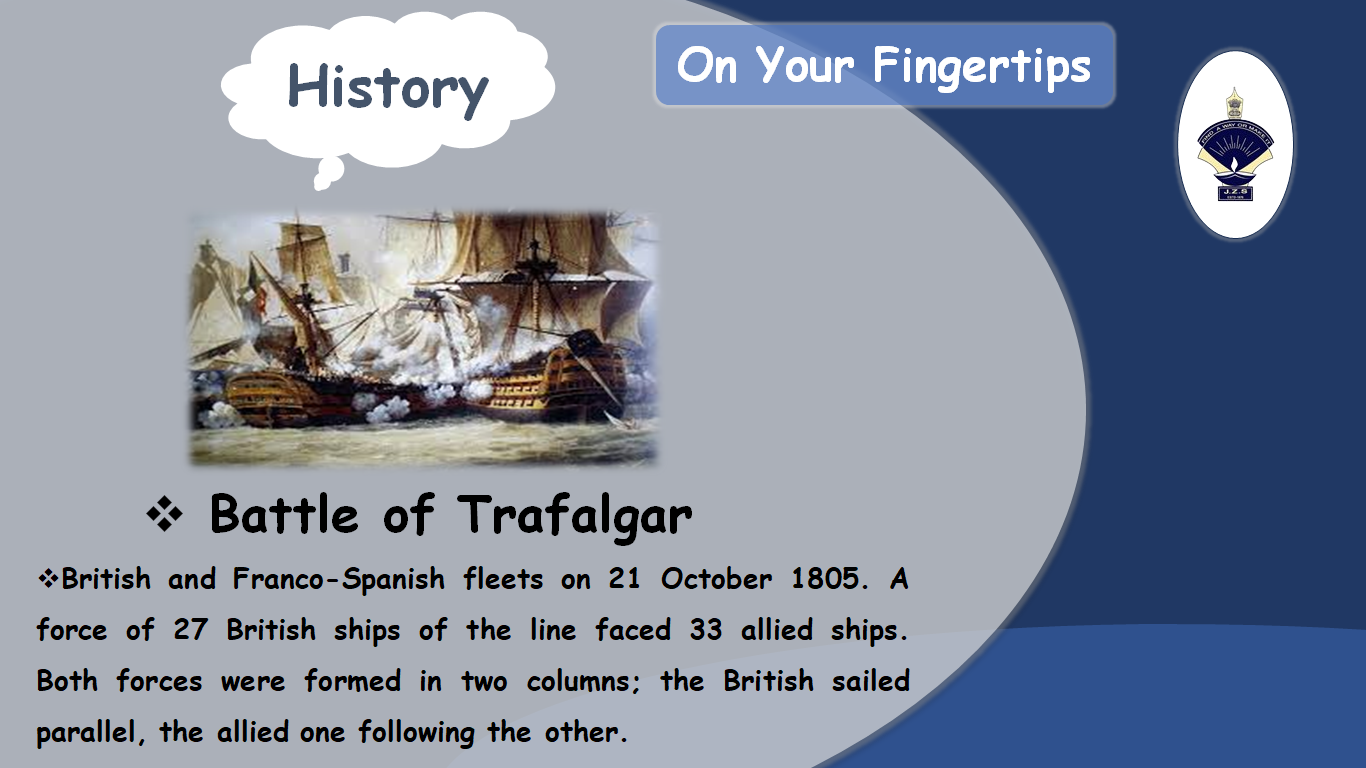 History
On Your Fingertips
FIND A WAY OR MAKE IT
J.Z.S
❖ Battle of Trafalgar
❖British and Franco-Spanish fleets on 21 October 1805. A
force of 27 British ships of the line faced 33 allied ships.
Both forces were formed in two columns; the British sailed
parallel, the allied one following the other.